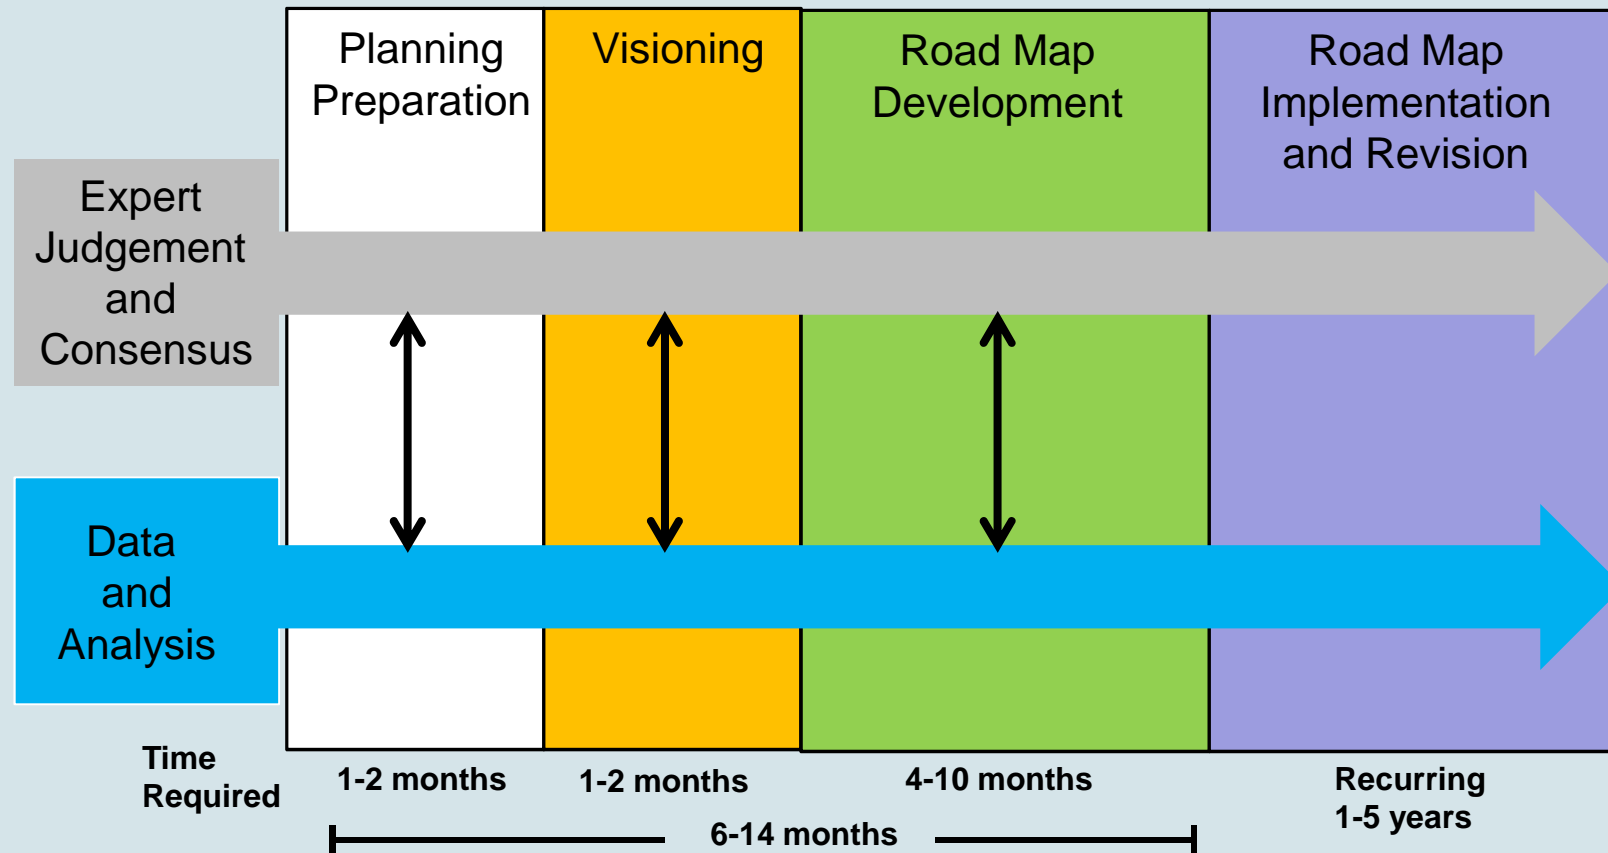 Planning
Preparation
Visioning
Road Map
Development
Road Map
Implementation
and Revision
Expert
Judgement
and
Consensus
Data
and
Analysis
Time
Required
1-2 months
1-2 months
4-10 months
Recurring
1-5 years
6-14 months